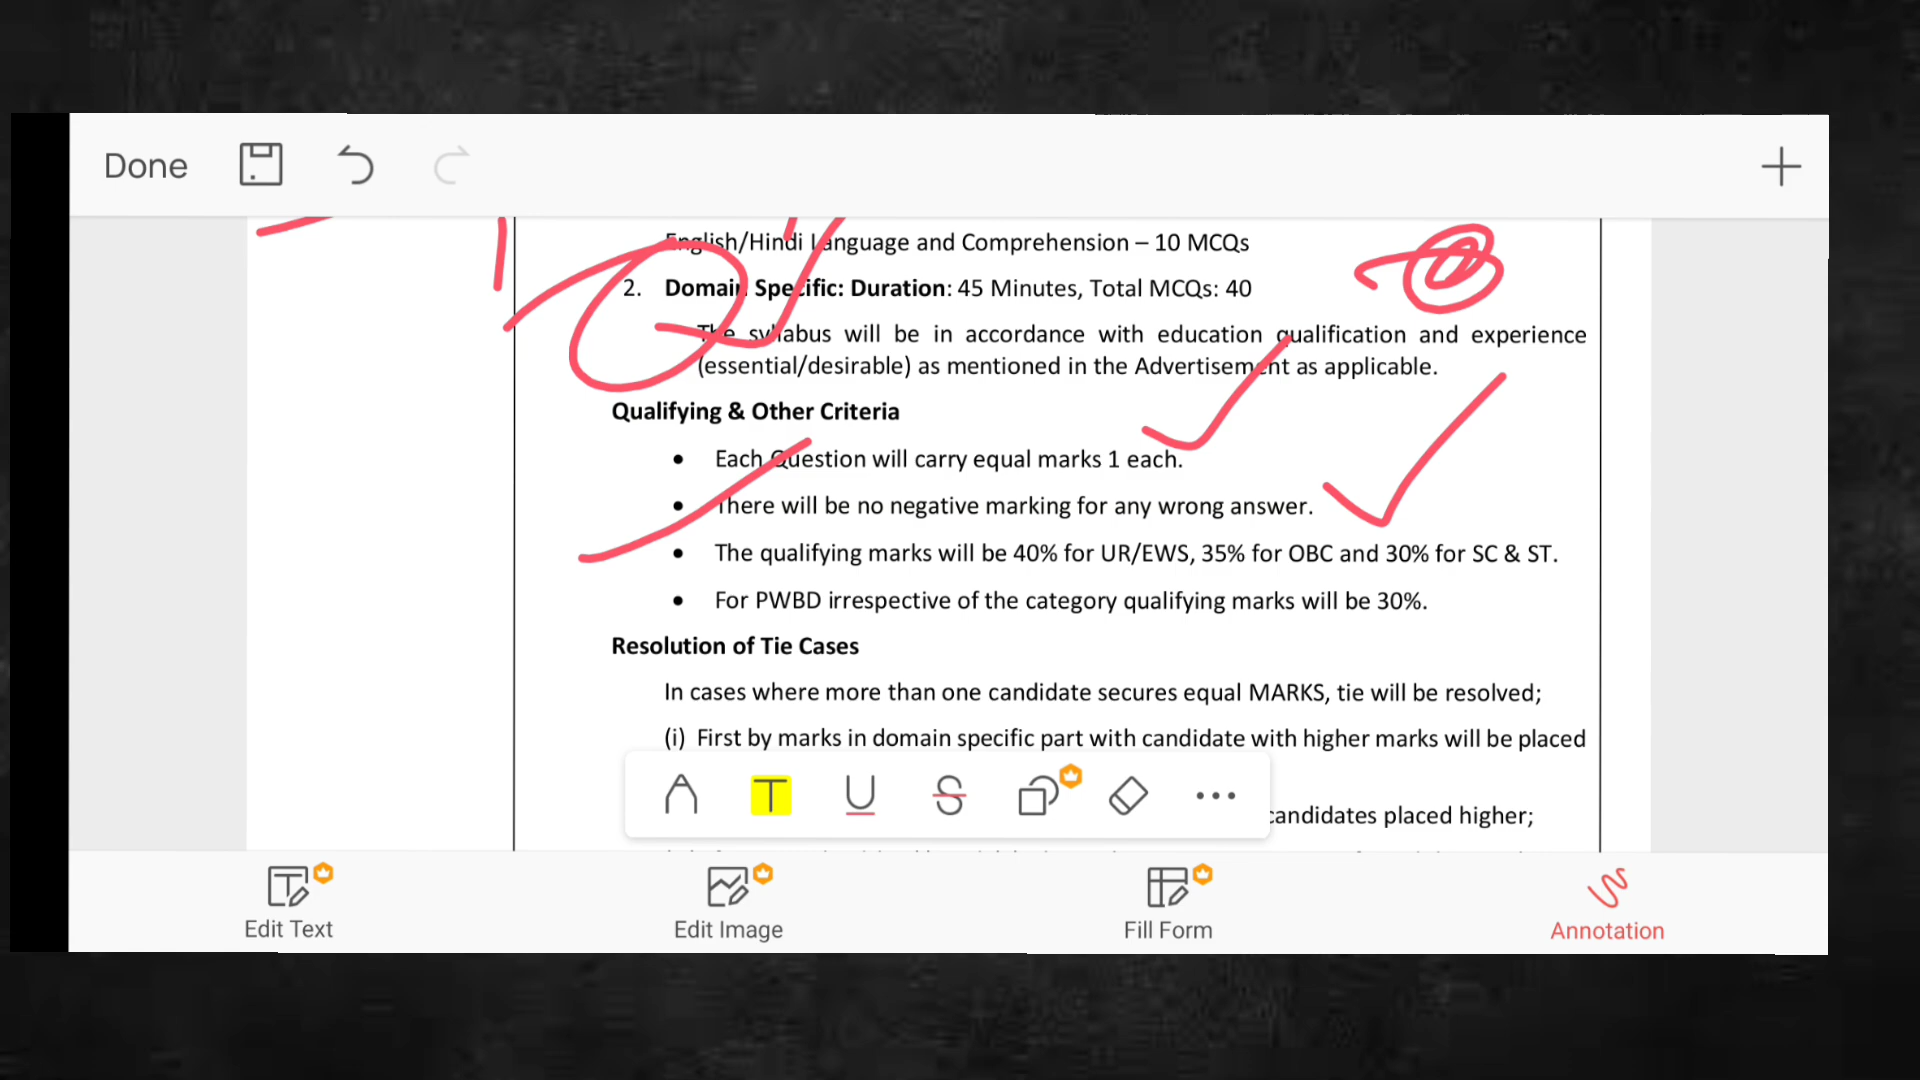 Done
English/Hindi Language and Comprehension – 10 MCQs
2. Domain Specific: Duration: 45 Minutes, Total MCQs: 40
The syllabus will be in accordance with education qualification and experience
(essential/desirable) as mentioned in the Advertisement as applicable.
Qualifying & Other Criteria
• Each Question will carry equal marks 1 each.
• There will be no negative marking for any wrong answer.
• The qualifying marks will be 40% for UR/EWS, 35% for OBC and 30% for SC & ST.
• For PWBD irrespective of the category qualifying marks will be 30%.
Resolution of Tie Cases
In cases where more than one candidate secures equal MARKS, tie will be resolved;
(i) First by marks in domain specific part with candidate with higher marks will be placed
T U S
candidates placed higher;
Edit Text Edit Image Fill Form Annotation